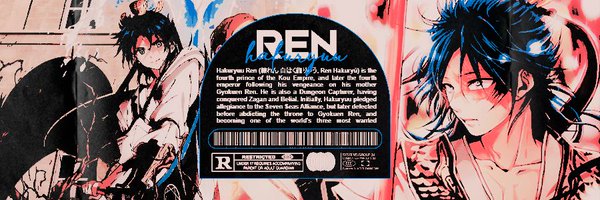 REN
hakuryuu
Hakuryuu Ren (練れん 白はく龍りゅう, Ren Hakuryū) is the
fourth prince of the Kou Empire, and later the fourth
emperor following his vengeance on his mother
Gyokuen Ren. He is also a Dungeon Capturer, having
conquered Zagan and Belial. Initially, Hakuryuu pledged
allegiance to the Seven Seas Alliance, but later defected
before abdicting the throne to Gyokuen Ren, and
becoming one of the world's three most wanted
R RESTRICTED
UNDER 17 REQUIRES ACCOMPANYING
PARENT OR ADULT GUARDIAN